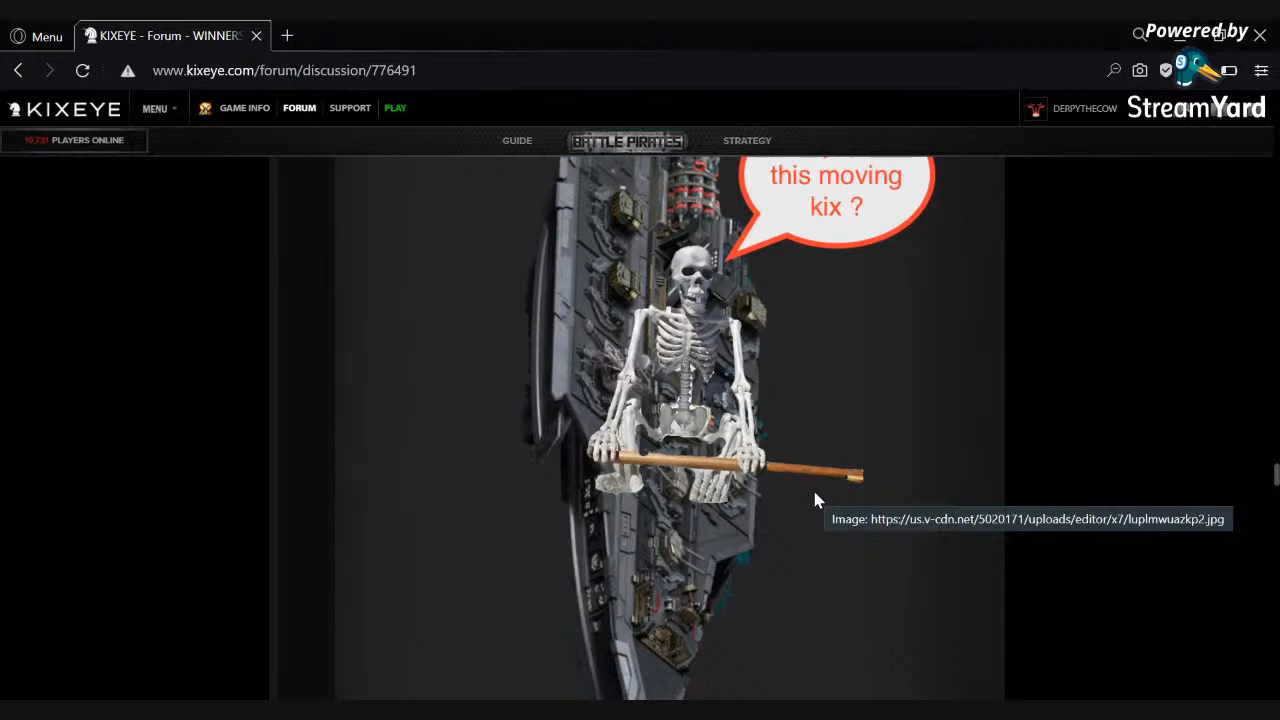 Menu
KIXEYE - Forum - WINNERS
Powered by
www.kixeye.com/forum/discussion/776491
StreamYard
KIXEYE
MENU
GAME INFO
FORUM
SUPPORT
PLAY
DERPYTHECOW
19,731 PLAYERS ONLINE
GUIDE
BATTLE PIRATES
STRATEGY
this moving
kix ?
Image: https://us.v-cdn.net/5020171/uploads/editor/x7/luplmwuazkp2.jpg